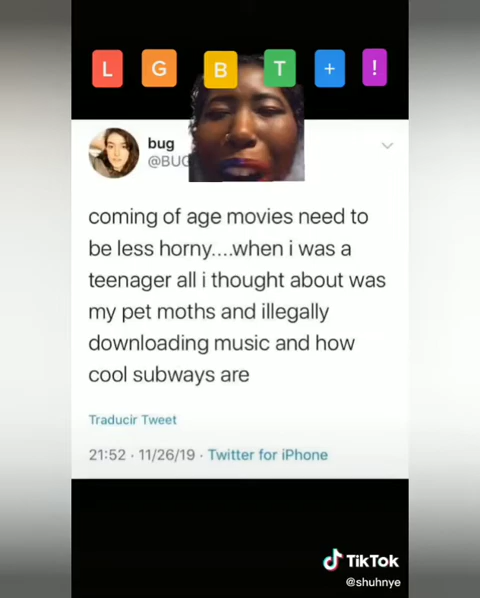 L G B T + !
bug
@BUG
coming of age movies need to
be less horny....when i was a
teenager all i thought about was
my pet moths and illegally
downloading music and how
cool subways are
Traducir Tweet
21:52 · 11/26/19 · Twitter for iPhone
TikTok
@shuhnye